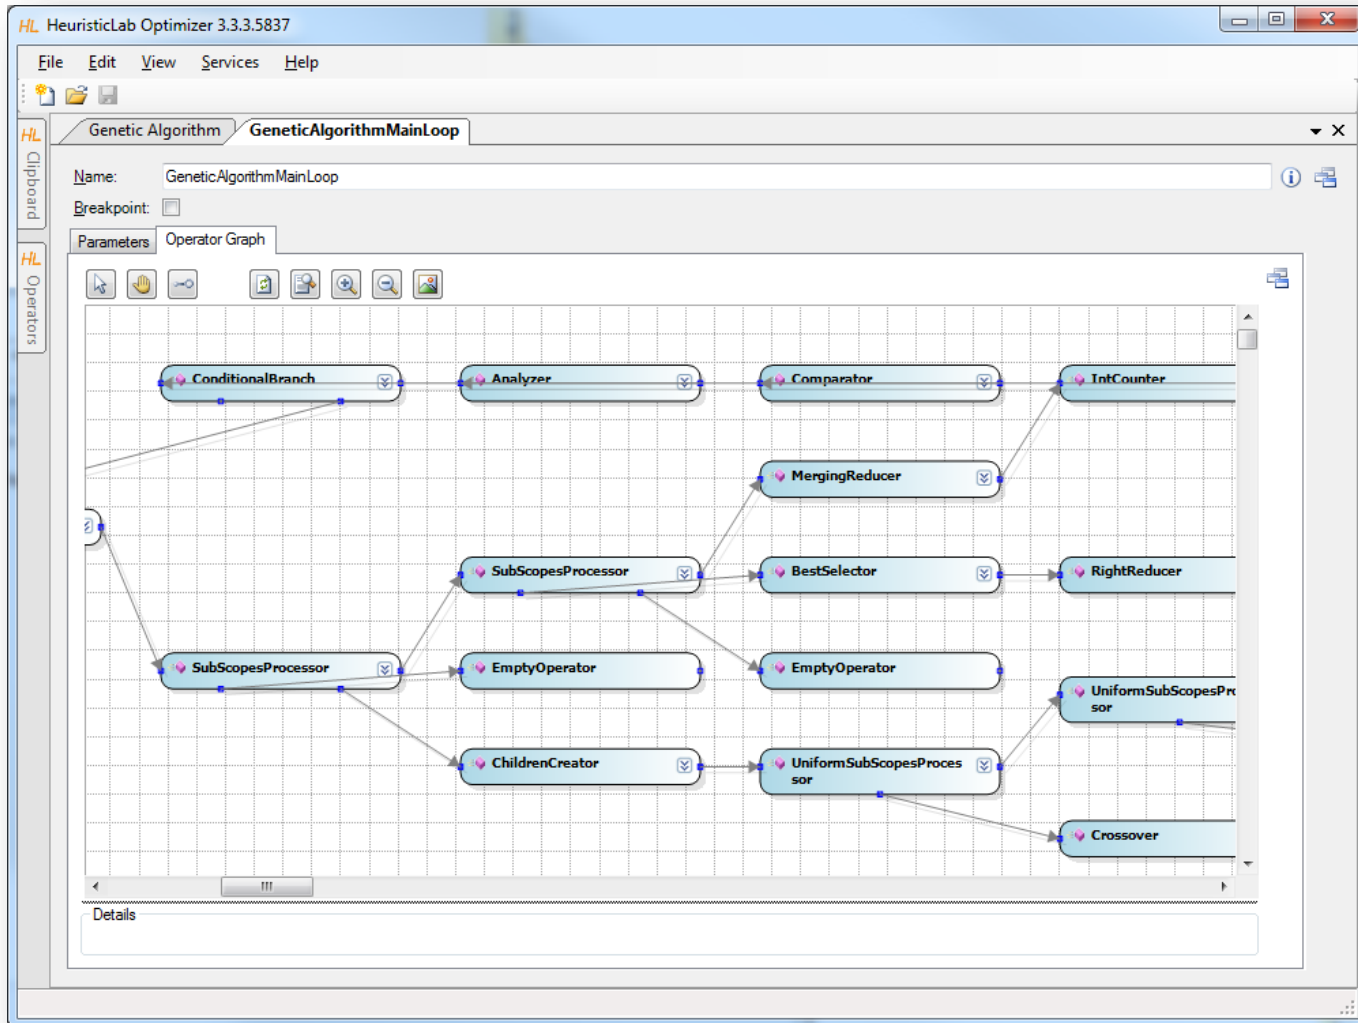 HL HeuristicLab Optimizer 3.3.3.5837
File Edit View Services Help
HL Clipboard
HL Operators
Genetic Algorithm GeneticAlgorithmMainLoop
Name: GeneticAlgorithmMainLoop
Breakpoint:
Parameters Operator Graph
ConditionalBranch Analyzer Comparator IntCounter
MergingReducer
SubScopesProcessor BestSelector RightReducer
SubScopesProcessor EmptyOperator EmptyOperator
UniformSubScopesPro
sor
ChildrenCreator UniformSubScopesProces
sor
Crossover
Details